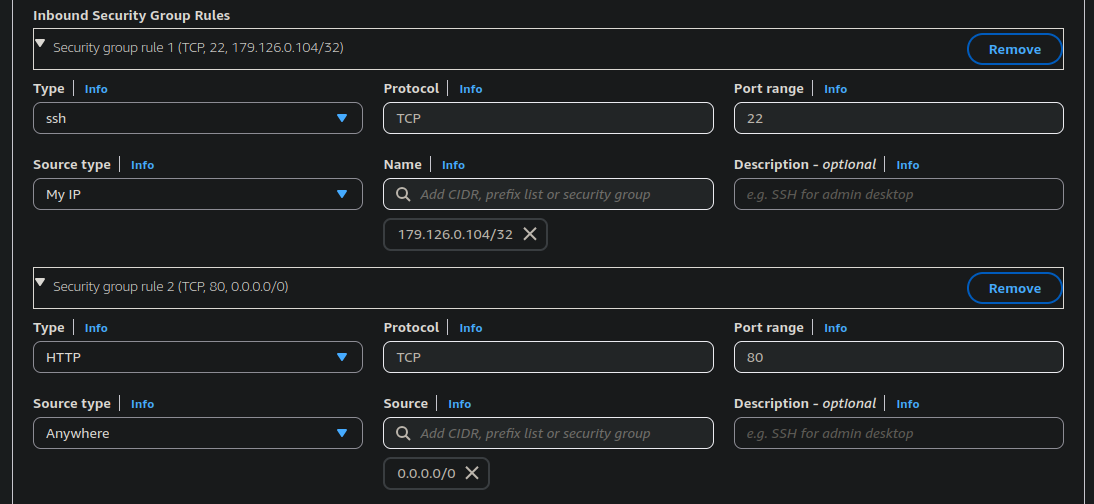 Inbound Security Group Rules
Security group rule 1 (TCP, 22, 179.126.0.104/32)
Remove
Type Info Protocol Info Port range Info
ssh TCP 22
Source type Info Name Info Description - optional Info
My IP Add CIDR, prefix list or security group e.g. SSH for admin desktop
179.126.0.104/32
Security group rule 2 (TCP, 80, 0.0.0.0/0)
Remove
Type Info Protocol Info Port range Info
HTTP TCP 80
Source type Info Source Info Description - optional Info
Anywhere Add CIDR, prefix list or security group e.g. SSH for admin desktop
0.0.0.0/0